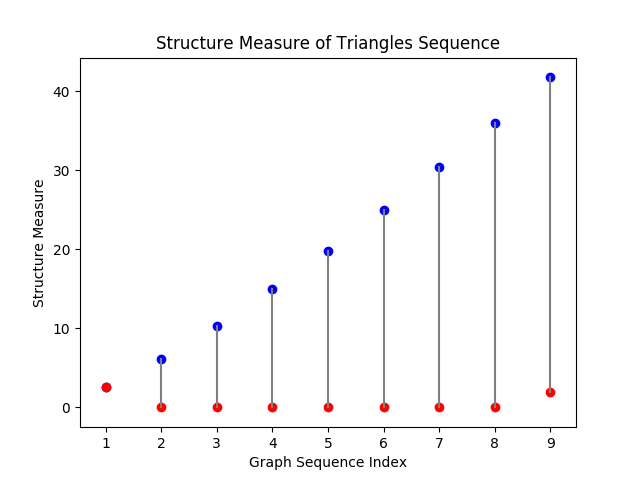 Structure Measure of Triangles Sequence
Structure Measure
40
30
20
10
0
1 2 3 4 5 6 7 8 9
Graph Sequence Index